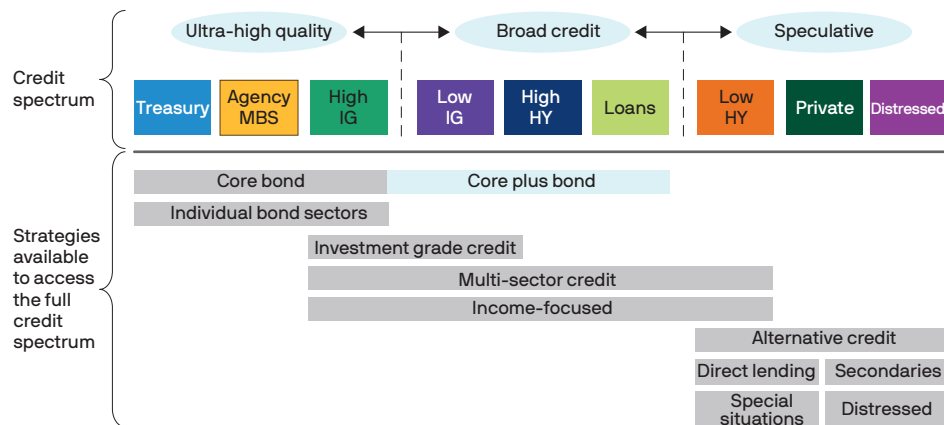 Ultra-high quality
Broad credit
Speculative
Credit
spectrum
Treasury
Agency
MBS
High
IG
Low
IG
High
HY
Loans
Low
HY
Private
Distressed
Strategies
available
to access
the full
credit
spectrum
Core bond
Core plus bond
Individual bond sectors
Investment grade credit
Multi-sector credit
Income-focused
Alternative credit
Direct lending
Secondaries
Special
situations
Distressed